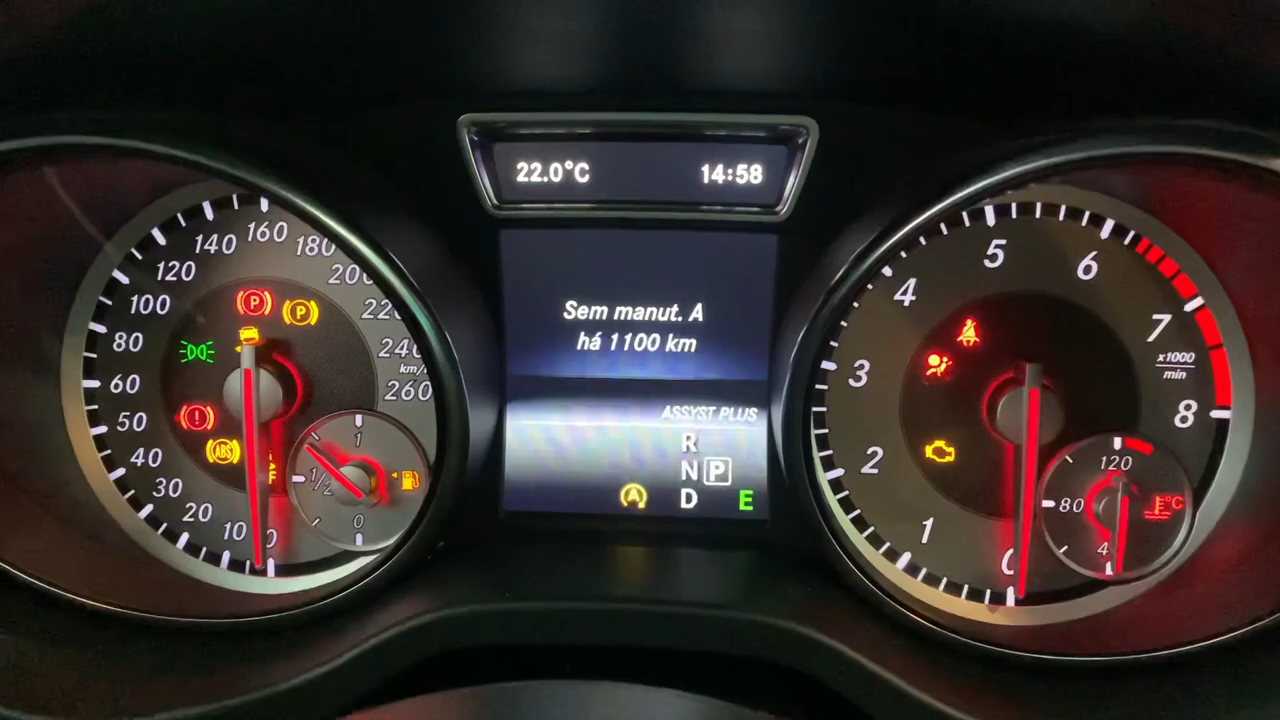 22.0°C 14:58
Sem manut. A
há 1100 km
ASSYST PLUS
R
N P
D E
0
10
20
30
40
50
60
80
100
120
140
160
180
200
220
240
km/h
260
P
P
ABS
1
1/2
0
0
1
2
3
4
5
6
7
8
x1000
min
120
80
4
°C
A